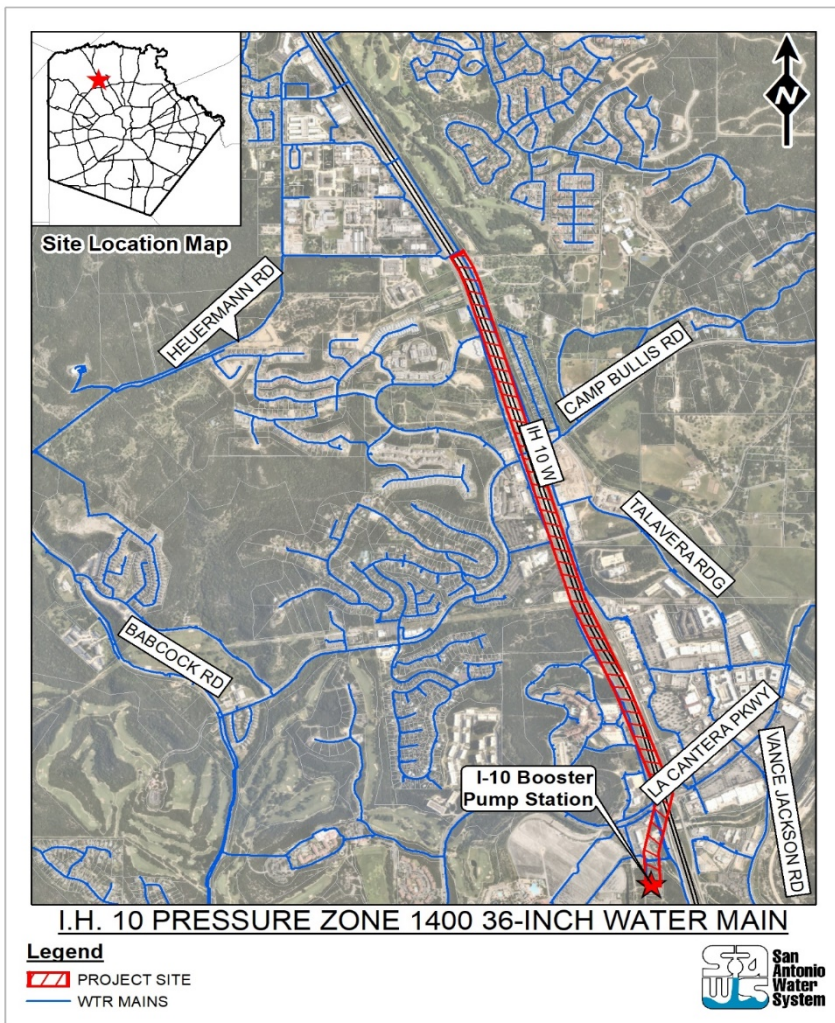 Site Location Map
N
HEUERMANN RD
CAMP BULLIS RD
IH 10 W
TALAVERA RDG
BABCOCK RD
LA CANTERA PKWY
I-10 Booster
Pump Station
VANCE JACKSON RD
I.H. 10 PRESSURE ZONE 1400 36-INCH WATER MAIN
Legend
PROJECT SITE
WTR MAINS
SAWS
San
Antonio
Water
System